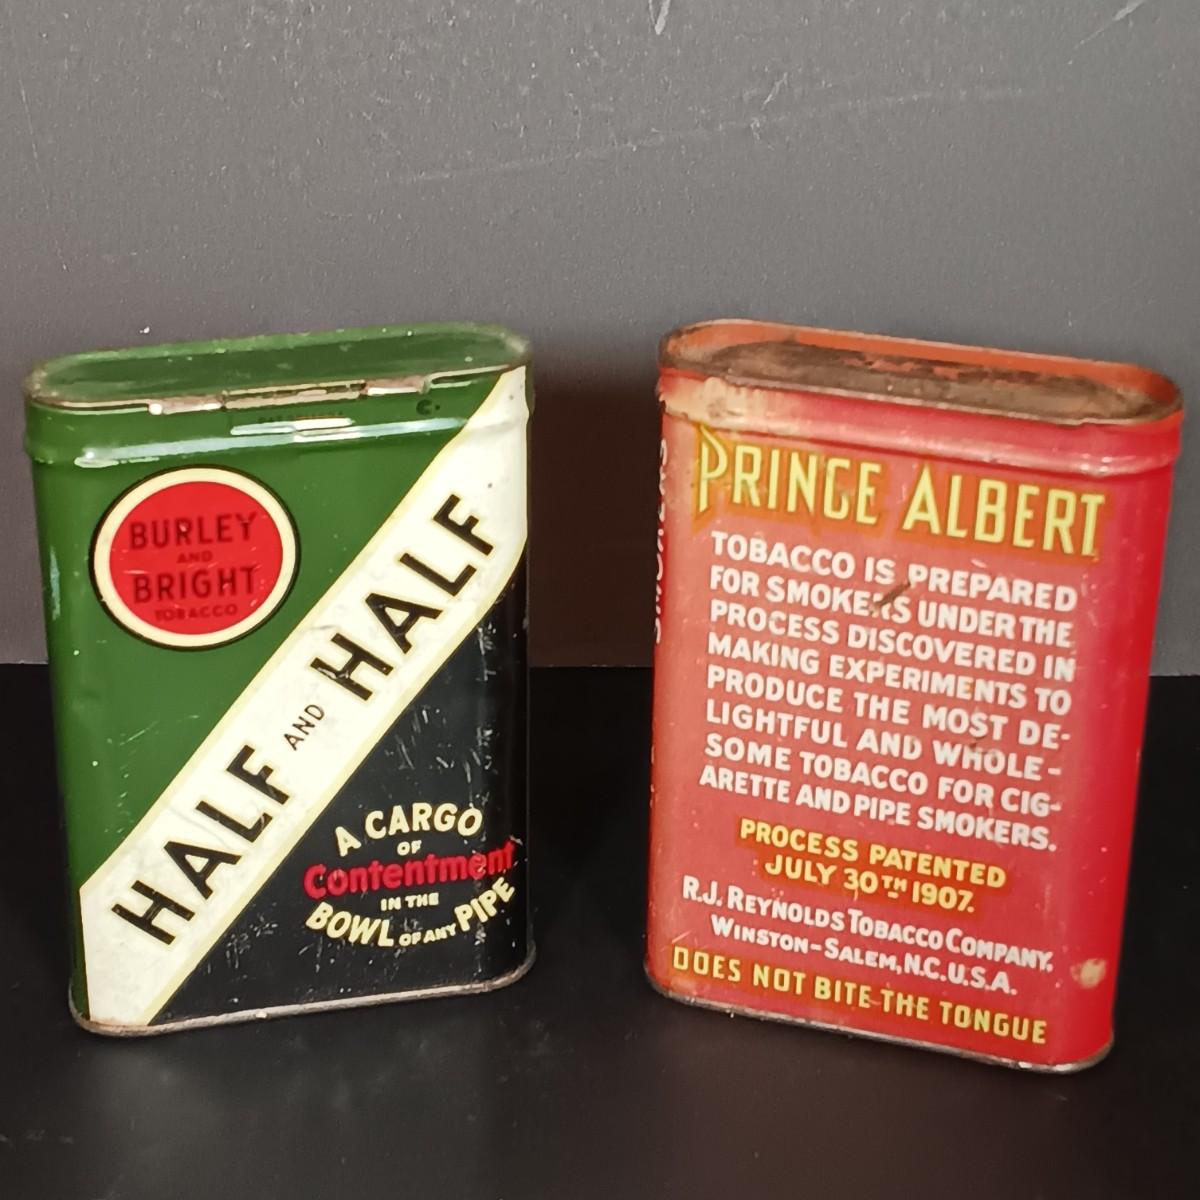 BURLEY
AND
BRIGHT
TOBACCO
HALF AND HALF
A CARGO
OF
Contentment
IN THE
BOWL OF ANY PIPE
PRINCE ALBERT
TOBACCO IS PREPARED
FOR SMOKERS UNDER THE
PROCESS DISCOVERED IN
MAKING EXPERIMENTS TO
PRODUCE THE MOST DE-
LIGHTFUL AND WHOLE-
SOME TOBACCO FOR CIG-
ARETTE AND PIPE SMOKERS.
PROCESS PATENTED
JULY 30TH 1907.
R.J. REYNOLDS TOBACCO COMPANY,
WINSTON-SALEM, N.C. U.S.A.
DOES NOT BITE THE TONGUE